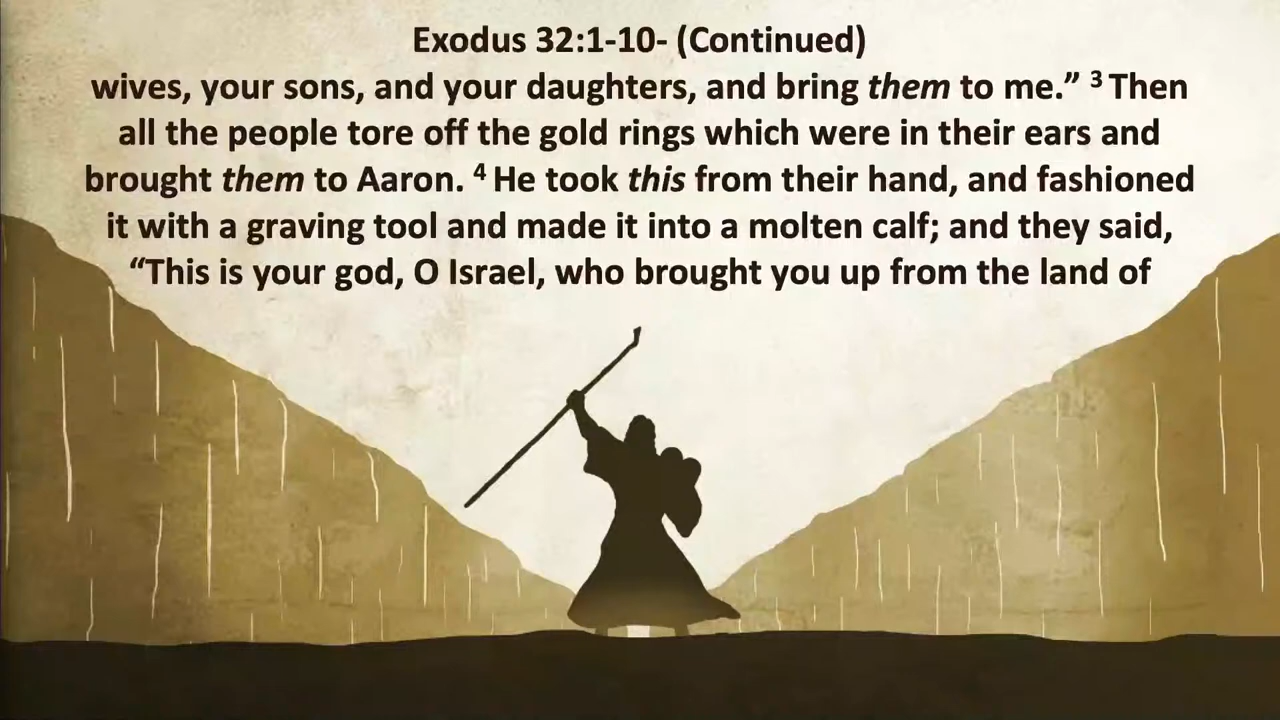 Exodus 32:1-10- (Continued)
wives, your sons, and your daughters, and bring them to me.” ³ Then
all the people tore off the gold rings which were in their ears and
brought them to Aaron. ⁴ He took this from their hand, and fashioned
it with a graving tool and made it into a molten calf; and they said,
“This is your god, O Israel, who brought you up from the land of